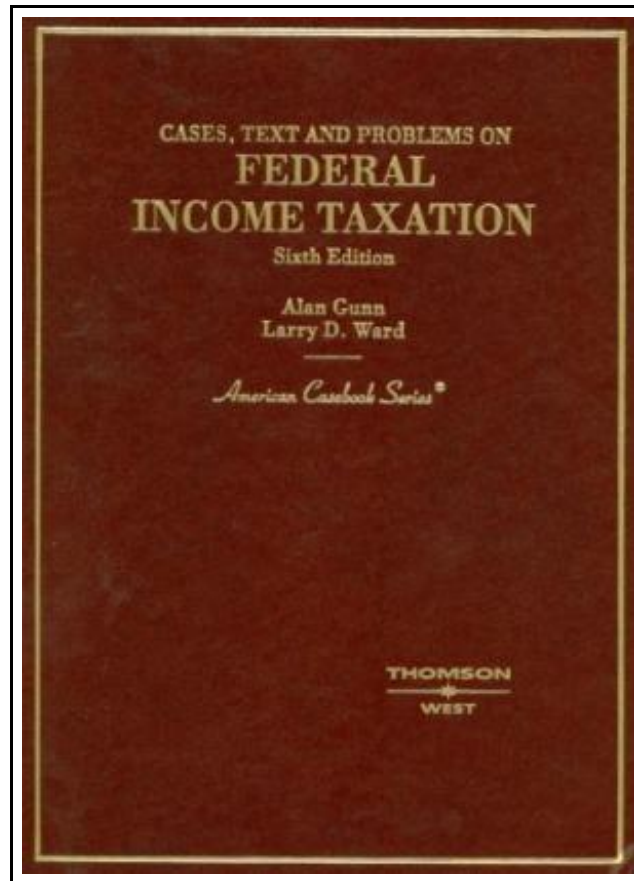 CASES, TEXT AND PROBLEMS ON
FEDERAL
INCOME TAXATION
Sixth Edition
Alan Gunn
Larry D. Ward
American Casebook Series®
THOMSON
WEST